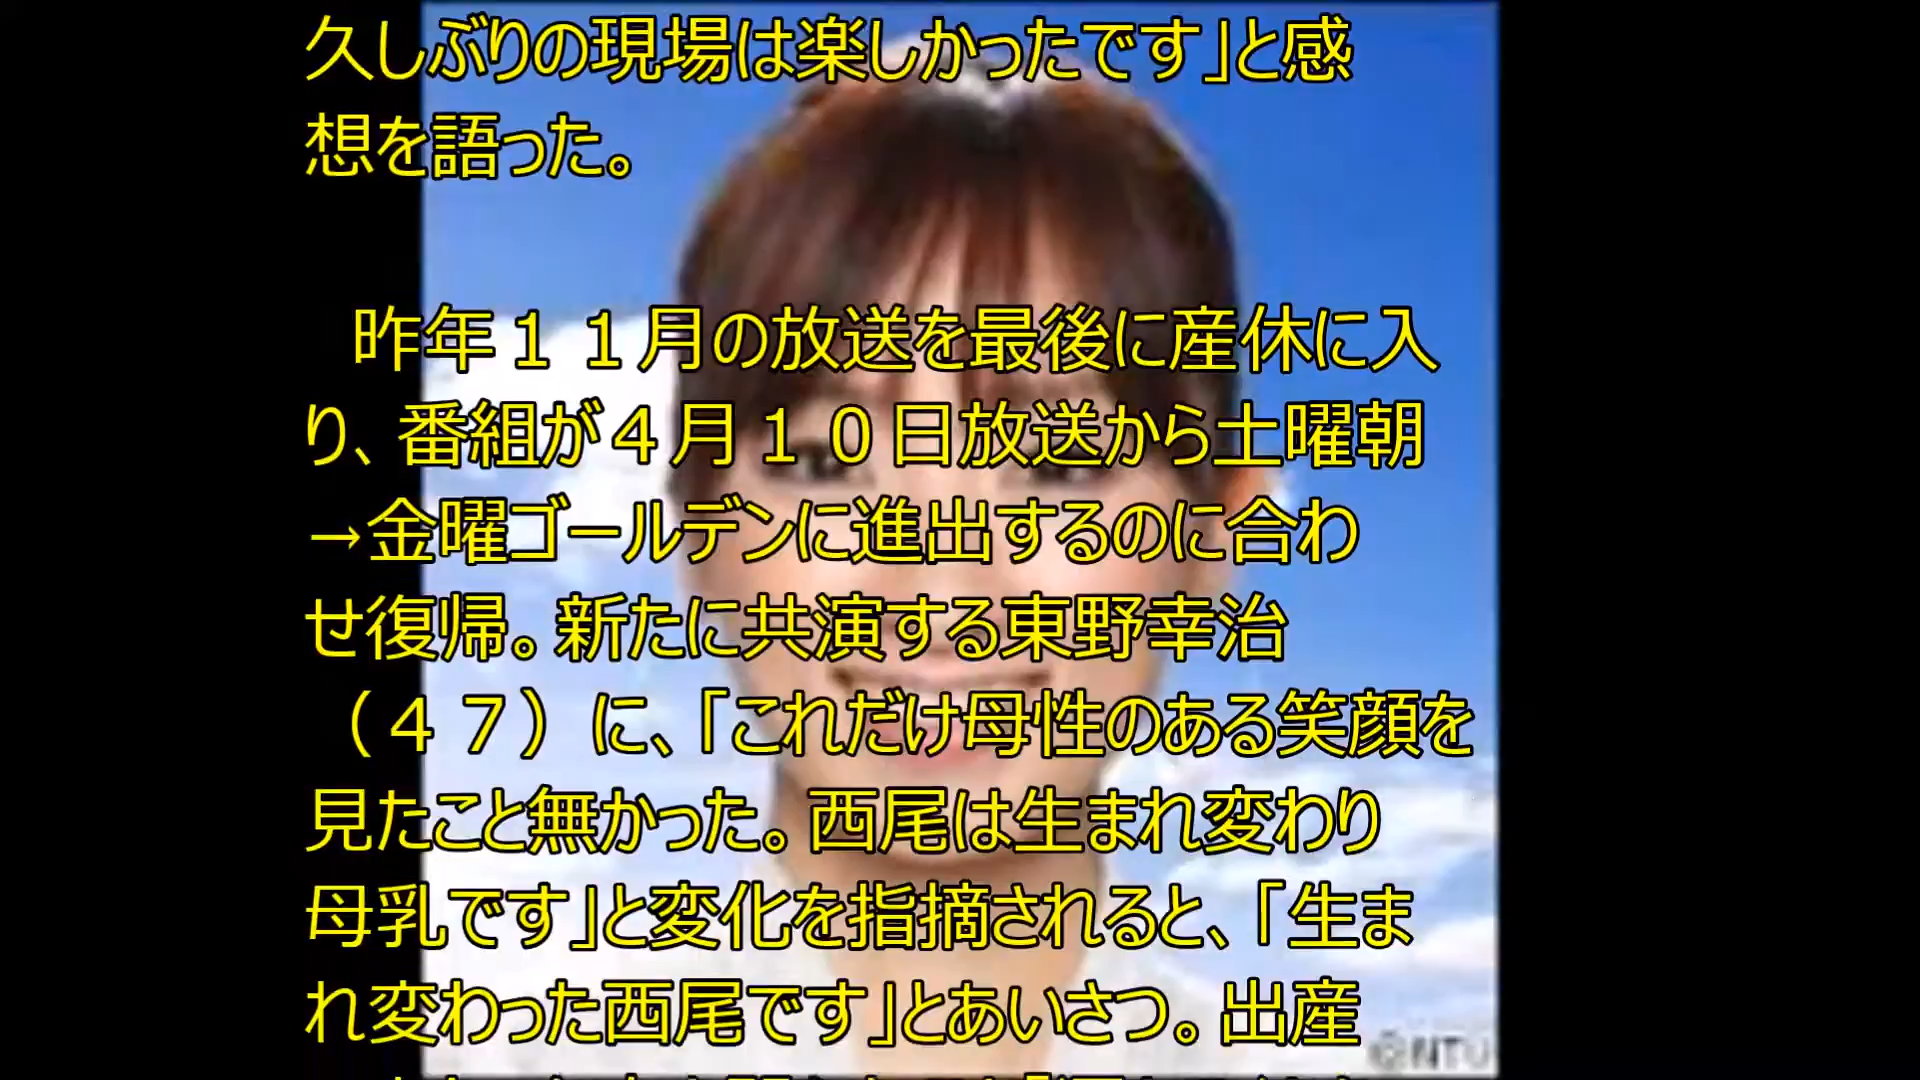 久しぶりの現場は楽しかったです」と感
想を語った。
昨年１１月の放送を最後に産休に入
り、番組が４月１０日放送から土曜朝
→金曜ゴールデンに進出するのに合わ
せ復帰。新たに共演する東野幸治
（４７）に、「これだけ母性のある笑顔を
見たこと無かった。西尾は生まれ変わり
母乳です」と変化を指摘されると、「生ま
れ変わった西尾です」とあいさつ。出産
©NTV